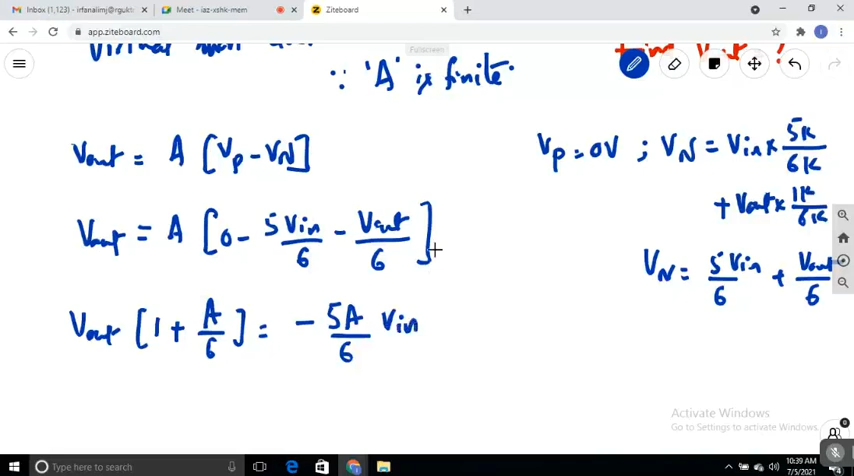 Inbox (1,123) - irfanaiimj@rgukt
Meet - iaz-xshk-mem
Ziteboard
app.ziteboard.com
Fullscreen
∵ 'A' is finite.
Vout = A [Vp - VN]
Vp = 0V ; VN = Vin × 5K/6K
+ Vout × 1K/6K
Vout = A [0 - 5Vin/6 - Vout/6]
VN = 5Vin/6 + Vout/6
Vout [1 + A/6] = - 5A/6 Vin
Activate Windows
Go to Settings to activate Windows.
Type here to search
10:39 AM
7/5/2021